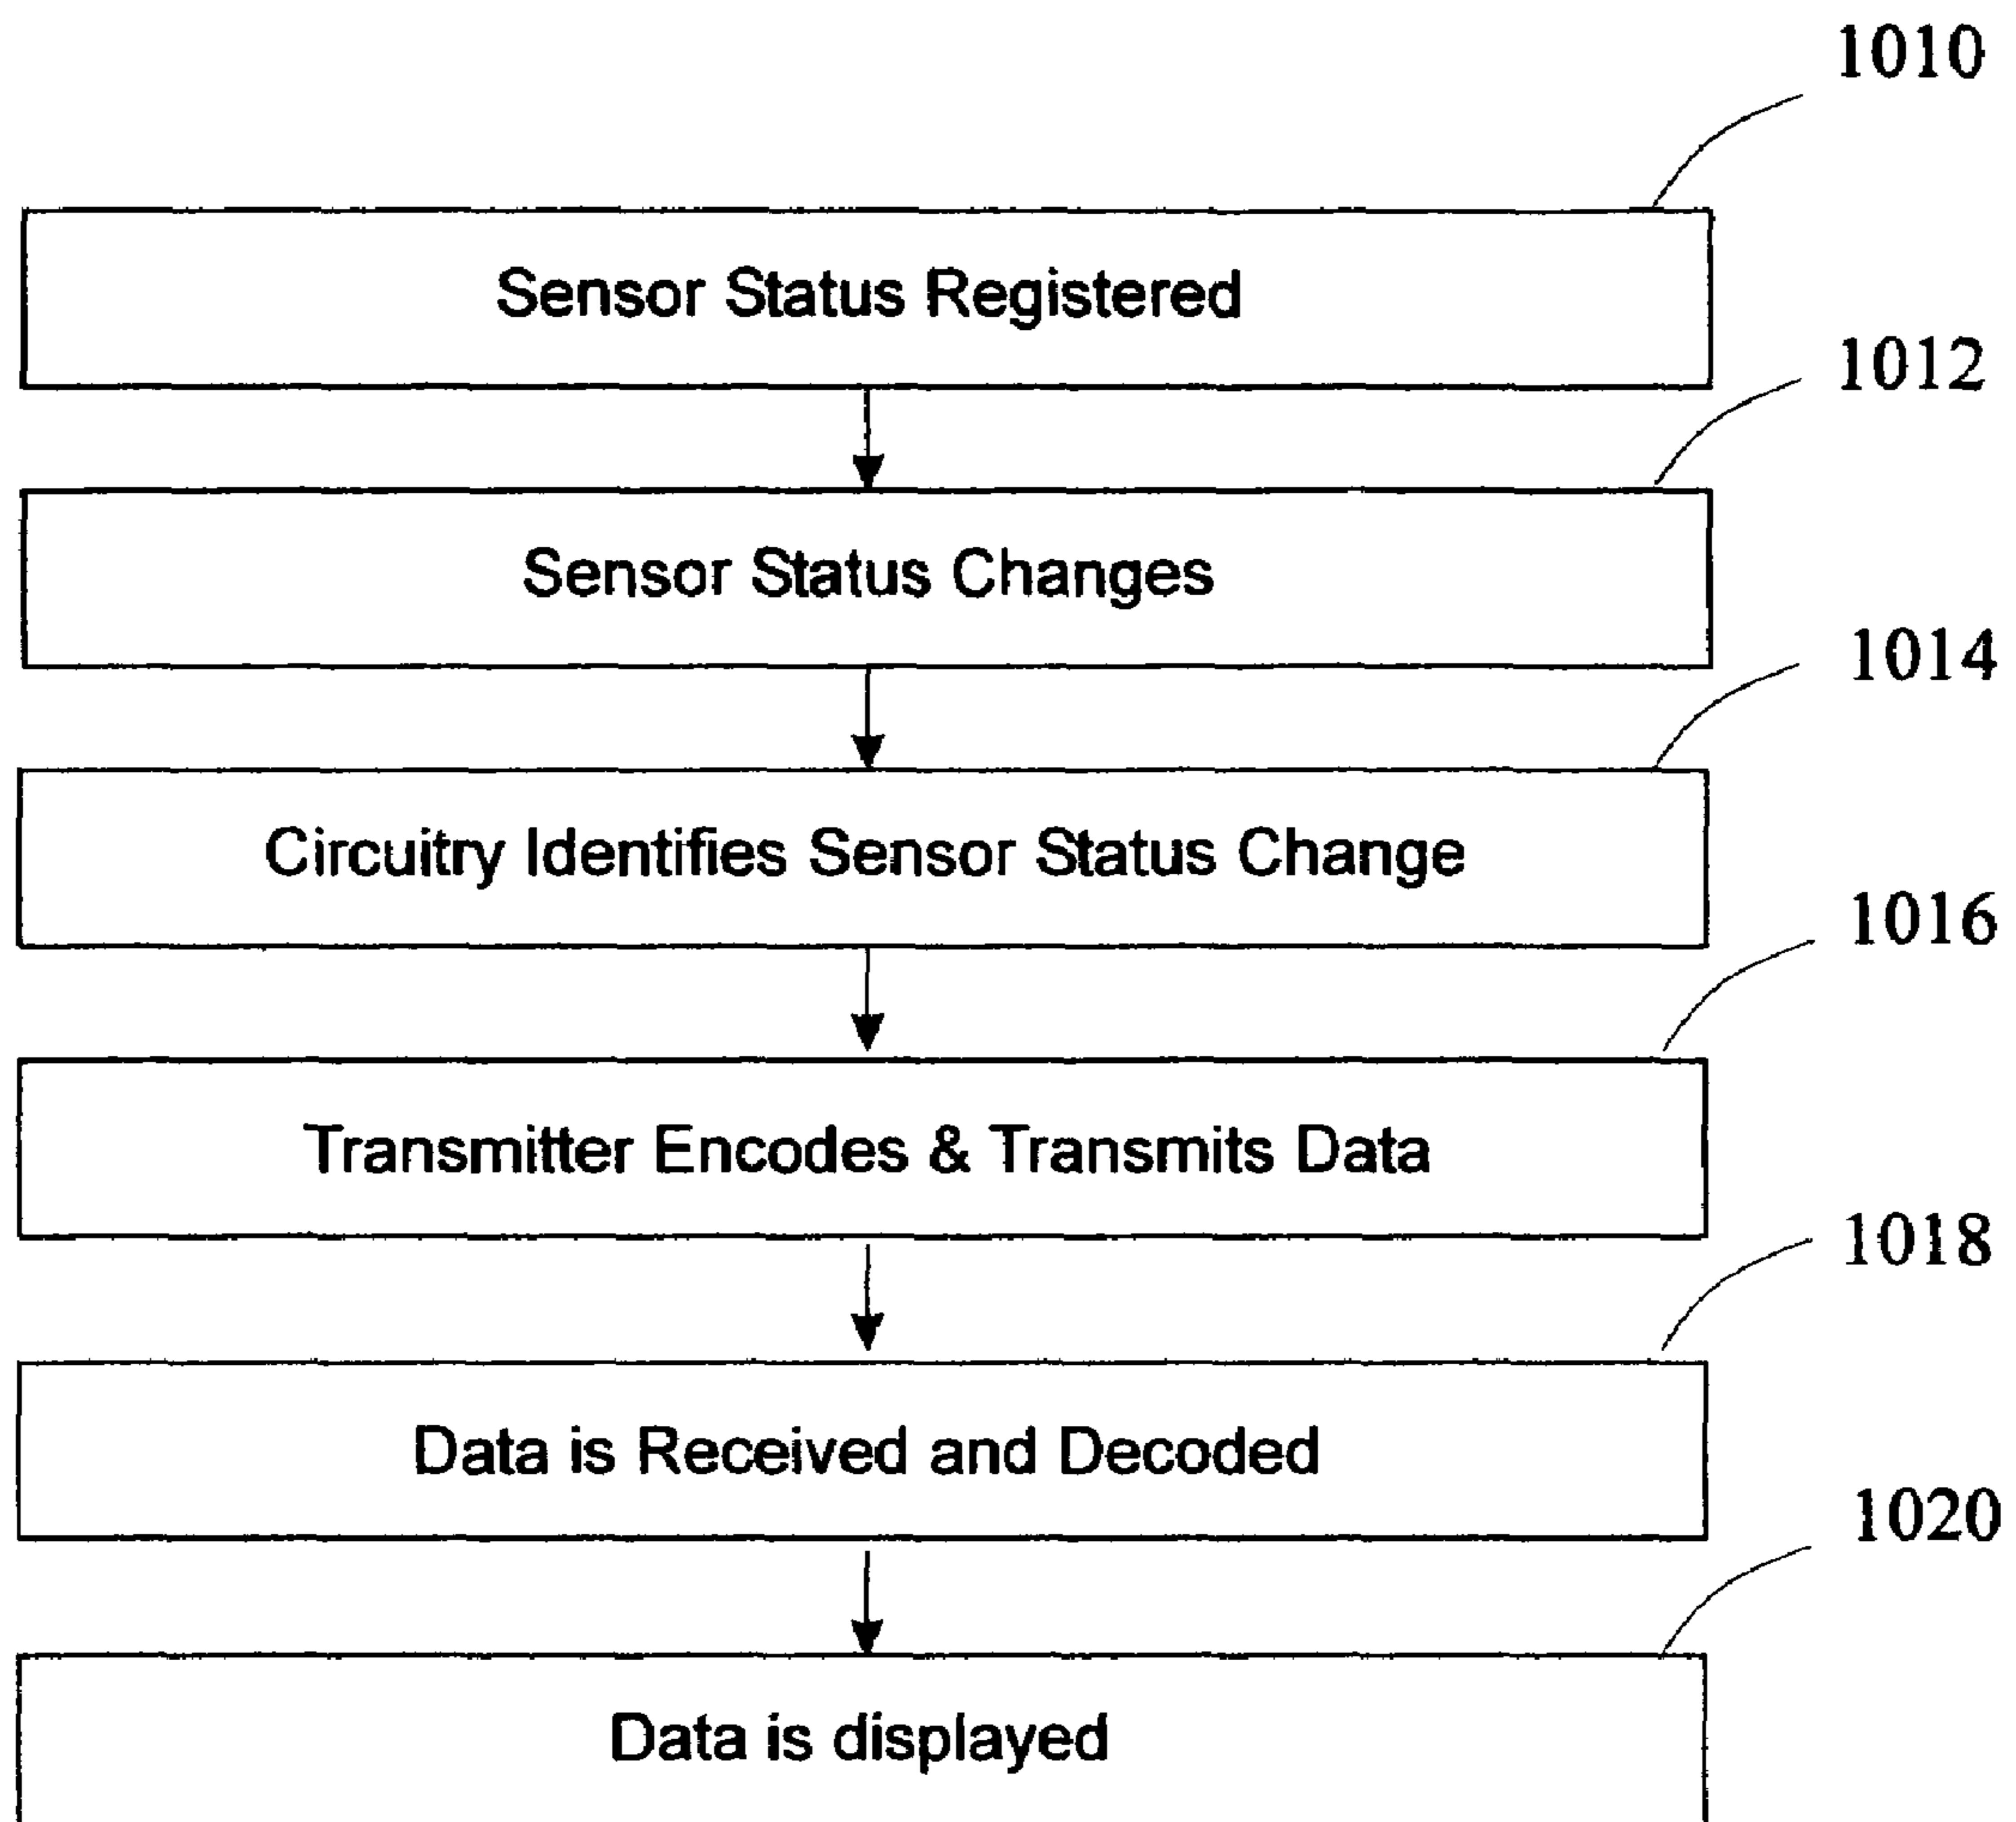 1010
Sensor Status Registered
1012
Sensor Status Changes
1014
Circuitry Identifies Sensor Status Change
1016
Transmitter Encodes & Transmits Data
1018
Data is Received and Decoded
1020
Data is displayed